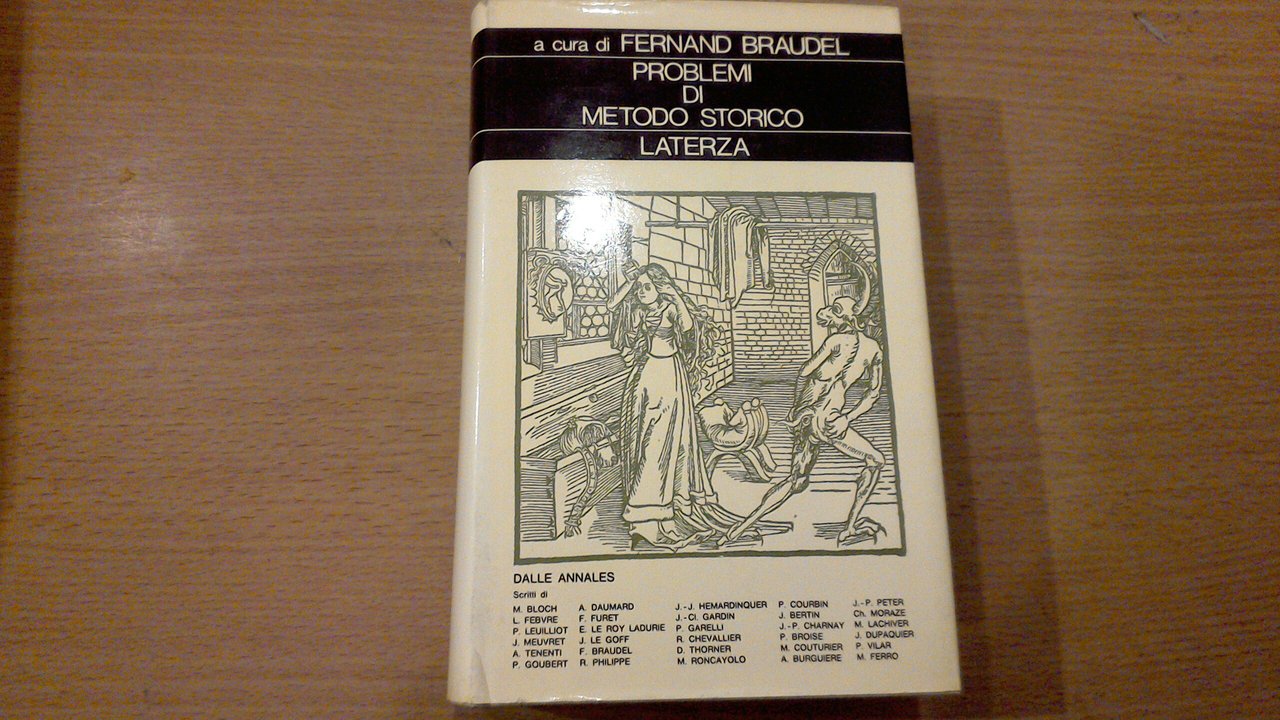 a cura di FERNAND BRAUDEL
PROBLEMI
DI
METODO STORICO
LATERZA
DALLE ANNALES
Scritti di
M. BLOCH
L. FEBVRE
P. LEUILLIOT
J. MEUVRET
A. TENENTI
P. GOUBERT
A. DAUMARD
F. FURET
E. LE ROY LADURIE
J. LE GOFF
F. BRAUDEL
R. PHILIPPE
J.-J. HEMARDINQUER
J.-Cl. GARDIN
P. GARELLI
R. CHEVALLIER
D. THORNER
M. RONCAYOLO
P. COURBIN
J. BERTIN
J.-P. CHARNAY
P. BROISE
M. COUTURIER
A. BURGUIERE
J.-P. PETER
Ch. MORAZE
M. LACHIVER
J. DUPAQUIER
P. VILAR
M. FERRO